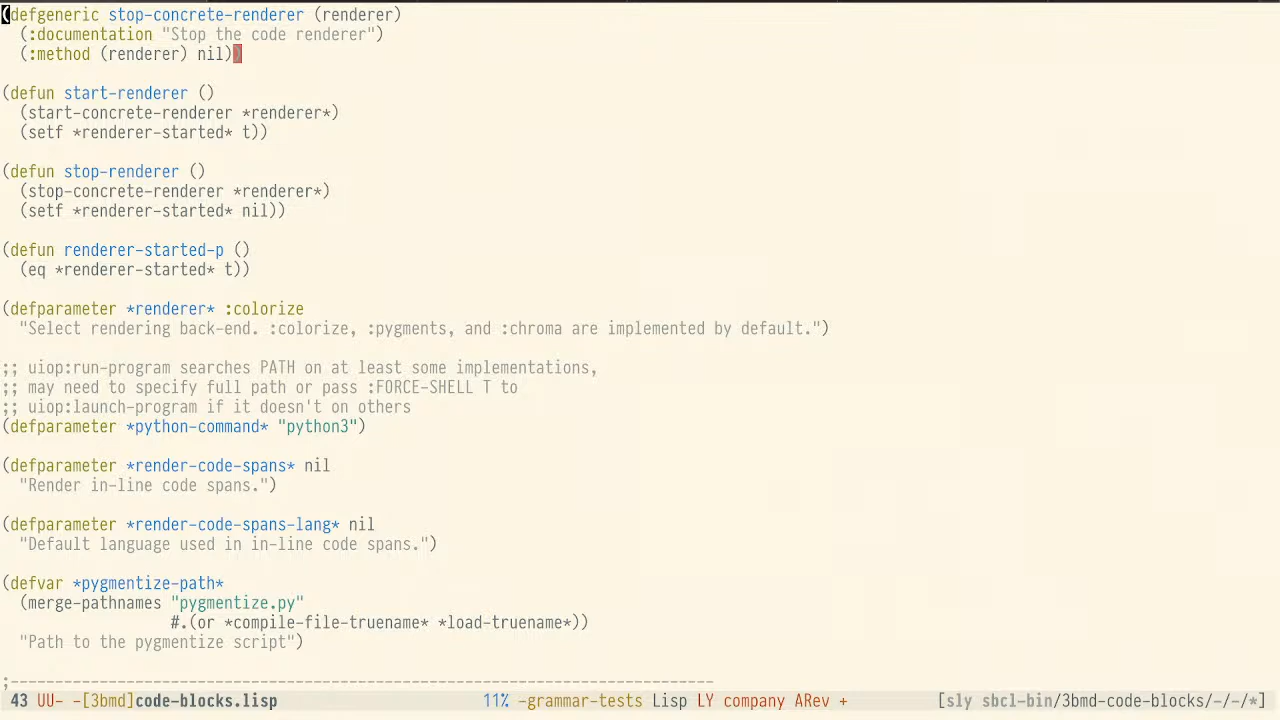 (defgeneric stop-concrete-renderer (renderer)
  (:documentation "Stop the code renderer")
  (:method (renderer) nil))

(defun start-renderer ()
  (start-concrete-renderer *renderer*)
  (setf *renderer-started* t))

(defun stop-renderer ()
  (stop-concrete-renderer *renderer*)
  (setf *renderer-started* nil))

(defun renderer-started-p ()
  (eq *renderer-started* t))

(defparameter *renderer* :colorize
  "Select rendering back-end. :colorize, :pygments, and :chroma are implemented by default.")

;; uiop:run-program searches PATH on at least some implementations,
;; may need to specify full path or pass :FORCE-SHELL T to
;; uiop:launch-program if it doesn't on others
(defparameter *python-command* "python3")

(defparameter *render-code-spans* nil
  "Render in-line code spans.")

(defparameter *render-code-spans-lang* nil
  "Default language used in in-line code spans.")

(defvar *pygmentize-path*
  (merge-pathnames "pygmentize.py"
                   #.(or *compile-file-truename* *load-truename*))
  "Path to the pygmentize script")

;-------------------------------------------------------------------------------
43 UU- -[3bmd]code-blocks.lisp 11% -grammar-tests Lisp LY company ARev + [sly sbcl-bin/3bmd-code-blocks/-/-/*]